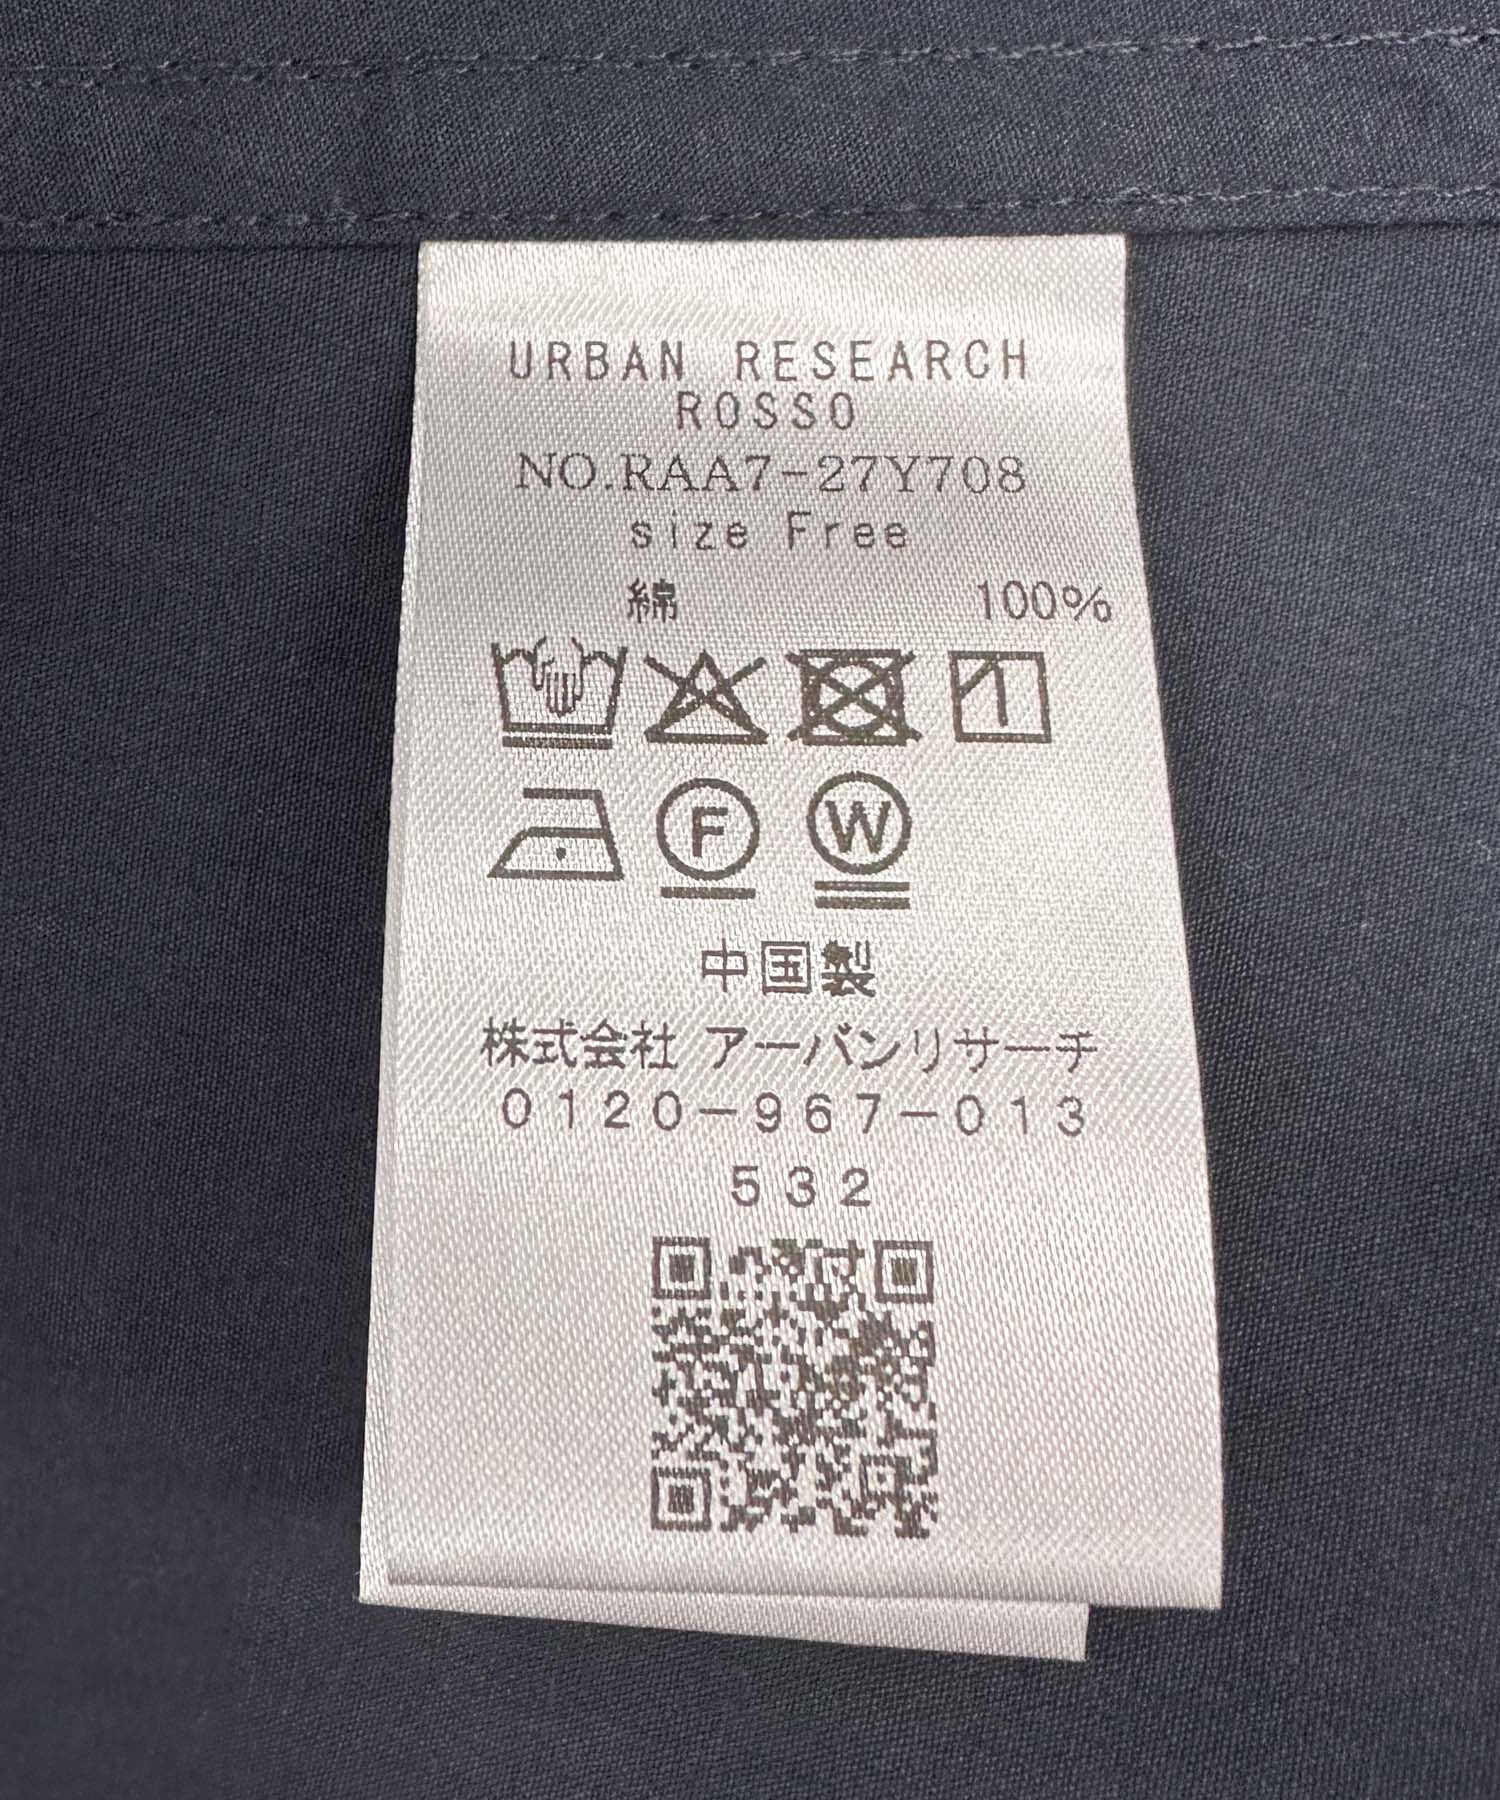 URBAN RESEARCH
ROSSO
NO.RAA7-27Y708
size Free
綿 100%
F W
中国製
株式会社 アーバンリサーチ
0120-967-013
532